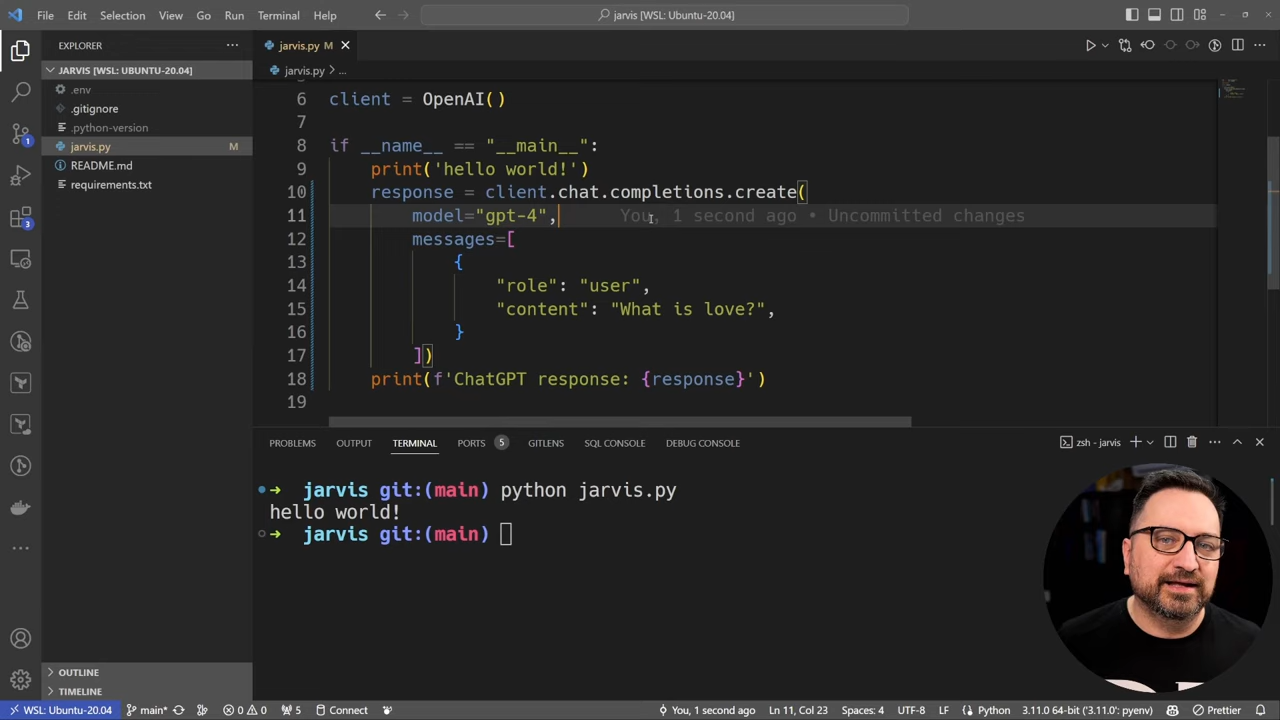 File Edit Selection View Go Run Terminal Help
jarvis [WSL: Ubuntu-20.04]
EXPLORER
JARVIS [WSL: UBUNTU-20.04]
.env
.gitignore
.python-version
jarvis.py M
README.md
requirements.txt
OUTLINE
TIMELINE
jarvis.py M
jarvis.py > ...
6 client = OpenAI()
7
8 if __name__ == "__main__":
9 print('hello world!')
10 response = client.chat.completions.create(
11 model="gpt-4", You, 1 second ago • Uncommitted changes
12 messages=[
13 {
14 "role": "user",
15 "content": "What is love?",
16 }
17 ])
18 print(f'ChatGPT response: {response}')
19
PROBLEMS OUTPUT TERMINAL PORTS 5 GITLENS SQL CONSOLE DEBUG CONSOLE
zsh - jarvis
→ jarvis git:(main) python jarvis.py
hello world!
→ jarvis git:(main)
1
WSL: Ubuntu-20.04 main* 0 0 5 Connect You, 1 second ago Ln 11, Col 23 Spaces: 4 UTF-8 LF Python 3.11.0 64-bit ('3.11.0': pyenv) Prettier